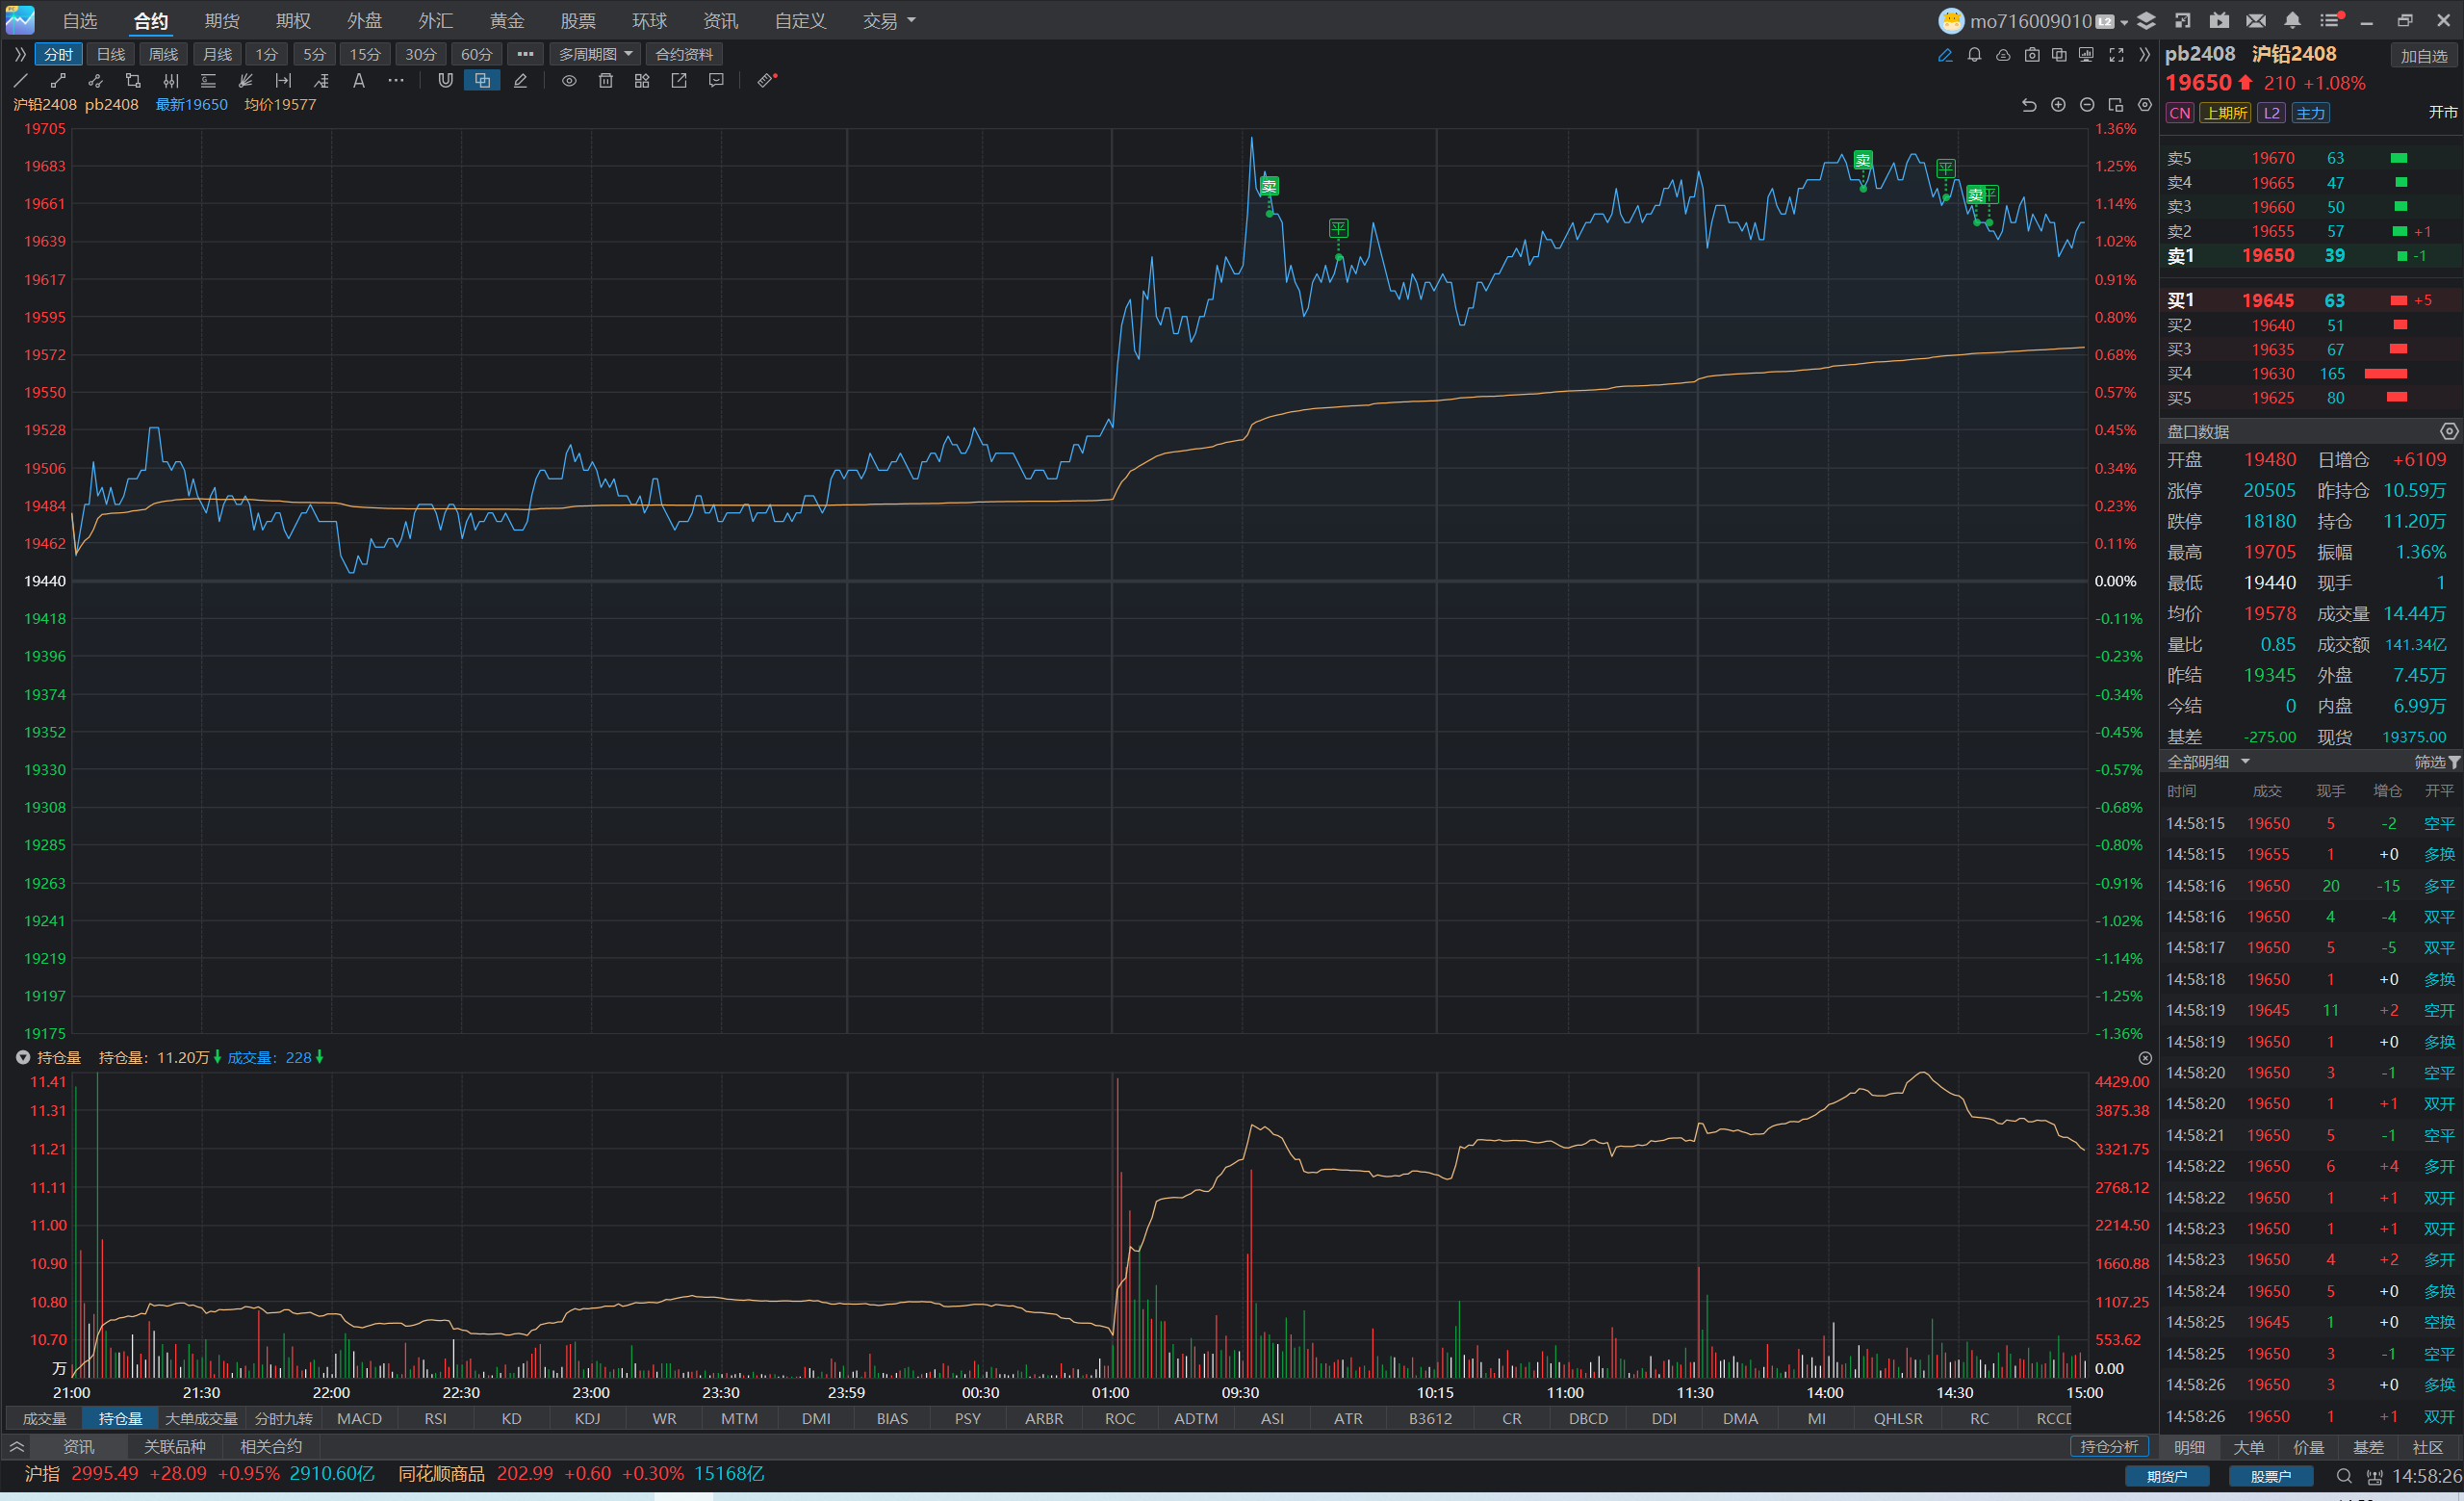 自选 合约 期货 期权 外盘 外汇 黄金 股票 环球 资讯 自定义 交易 mo716009010 L2
分时 日线 周线 月线 1分 5分 15分 30分 60分 ••• 多周期图 合约资料
沪铅2408 pb2408 最新19650 均价19577
19705 1.36%
19683 1.25%
19661 1.14%
19639 1.02%
19617 0.91%
19595 0.80%
19572 0.68%
19550 0.57%
19528 0.45%
19506 0.34%
19484 0.23%
19462 0.11%
19440 0.00%
19418 -0.11%
19396 -0.23%
19374 -0.34%
19352 -0.45%
19330 -0.57%
19308 -0.68%
19285 -0.80%
19263 -0.91%
19241 -1.02%
19219 -1.14%
19197 -1.25%
19175 -1.36%
卖 平 卖 平 卖 平
持仓量 持仓量: 11.20万 成交量: 228
11.41 4429.00
11.31 3875.38
11.21 3321.75
11.11 2768.12
11.00 2214.50
10.90 1660.88
10.80 1107.25
10.70 553.62
万 0.00
21:00 21:30 22:00 22:30 23:00 23:30 23:59 00:30 01:00 09:30 10:15 11:00 11:30 14:00 14:30 15:00
成交量 持仓量 大单成交量 分时九转 MACD RSI KD KDJ WR MTM DMI BIAS PSY ARBR ROC ADTM ASI ATR B3612 CR DBCD DDI DMA MI QHLSR RC RCCD
资讯 关联品种 相关合约 持仓分析
pb2408 沪铅2408 加自选
19650 210 +1.08%
CN 上期所 L2 主力 开市
卖5 19670 63
卖4 19665 47
卖3 19660 50
卖2 19655 57 +1
卖1 19650 39 -1
买1 19645 63 +5
买2 19640 51
买3 19635 67
买4 19630 165
买5 19625 80
盘口数据
开盘 19480 日增仓 +6109
涨停 20505 昨持仓 10.59万
跌停 18180 持仓 11.20万
最高 19705 振幅 1.36%
最低 19440 现手 1
均价 19578 成交量 14.44万
量比 0.85 成交额 141.34亿
昨结 19345 外盘 7.45万
今结 0 内盘 6.99万
基差 -275.00 现货 19375.00
全部明细 筛选
时间 成交 现手 增仓 开平
14:58:15 19650 5 -2 空平
14:58:15 19655 1 +0 多换
14:58:16 19650 20 -15 多平
14:58:16 19650 4 -4 双平
14:58:17 19650 5 -5 双平
14:58:18 19650 1 +0 多换
14:58:19 19645 11 +2 空开
14:58:19 19650 1 +0 多换
14:58:20 19650 3 -1 空平
14:58:20 19650 1 +1 双开
14:58:21 19650 5 -1 空平
14:58:22 19650 6 +4 多开
14:58:22 19650 1 +1 双开
14:58:23 19650 1 +1 双开
14:58:23 19650 4 +2 多开
14:58:24 19650 5 +0 多换
14:58:25 19645 1 +0 空换
14:58:25 19650 3 -1 空平
14:58:26 19650 3 +0 多换
14:58:26 19650 1 +1 双开
明细 大单 价量 基差 社区
沪指 2995.49 +28.09 +0.95% 2910.60亿 同花顺商品 202.99 +0.60 +0.30% 15168亿 期货户 股票户 14:58:26